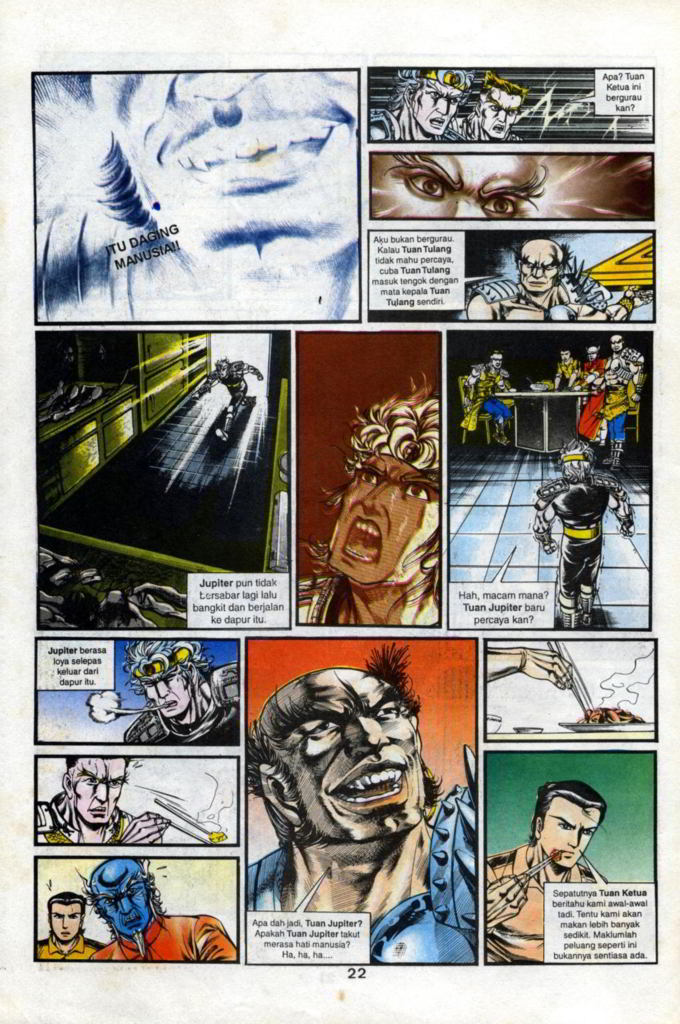 ITU DAGING
MANUSIA!!
Apa? Tuan
Ketua ini
bergurau
kan?
Aku bukan bergurau.
Kalau Tuan Tulang
tidak mahu percaya,
cuba Tuan Tulang
masuk tengok dengan
mata kepala Tuan
Tulang sendiri.
Jupiter pun tidak
tersabar lagi lalu
bangkit dan berjalan
ke dapur itu.
Hah, macam mana?
Tuan Jupiter baru
percaya kan?
Jupiter berasa
loya selepas
keluar dari
dapur itu.
Apa dah jadi, Tuan Jupiter?
Apakah Tuan Jupiter takut
merasa hati manusia?
Ha, ha, ha....
Sepatutnya Tuan Ketua
beritahu kami awal-awal
tadi. Tentu kami akan
makan lebih banyak
sedikit. Maklumlah
peluang seperti ini
bukannya sentiasa ada.
22